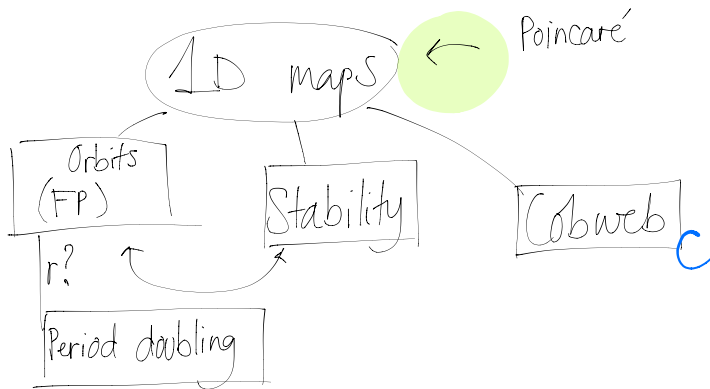 Poincaré
1D maps
Orbits
(FP)
Stability
Cobweb
r?
Period doubling